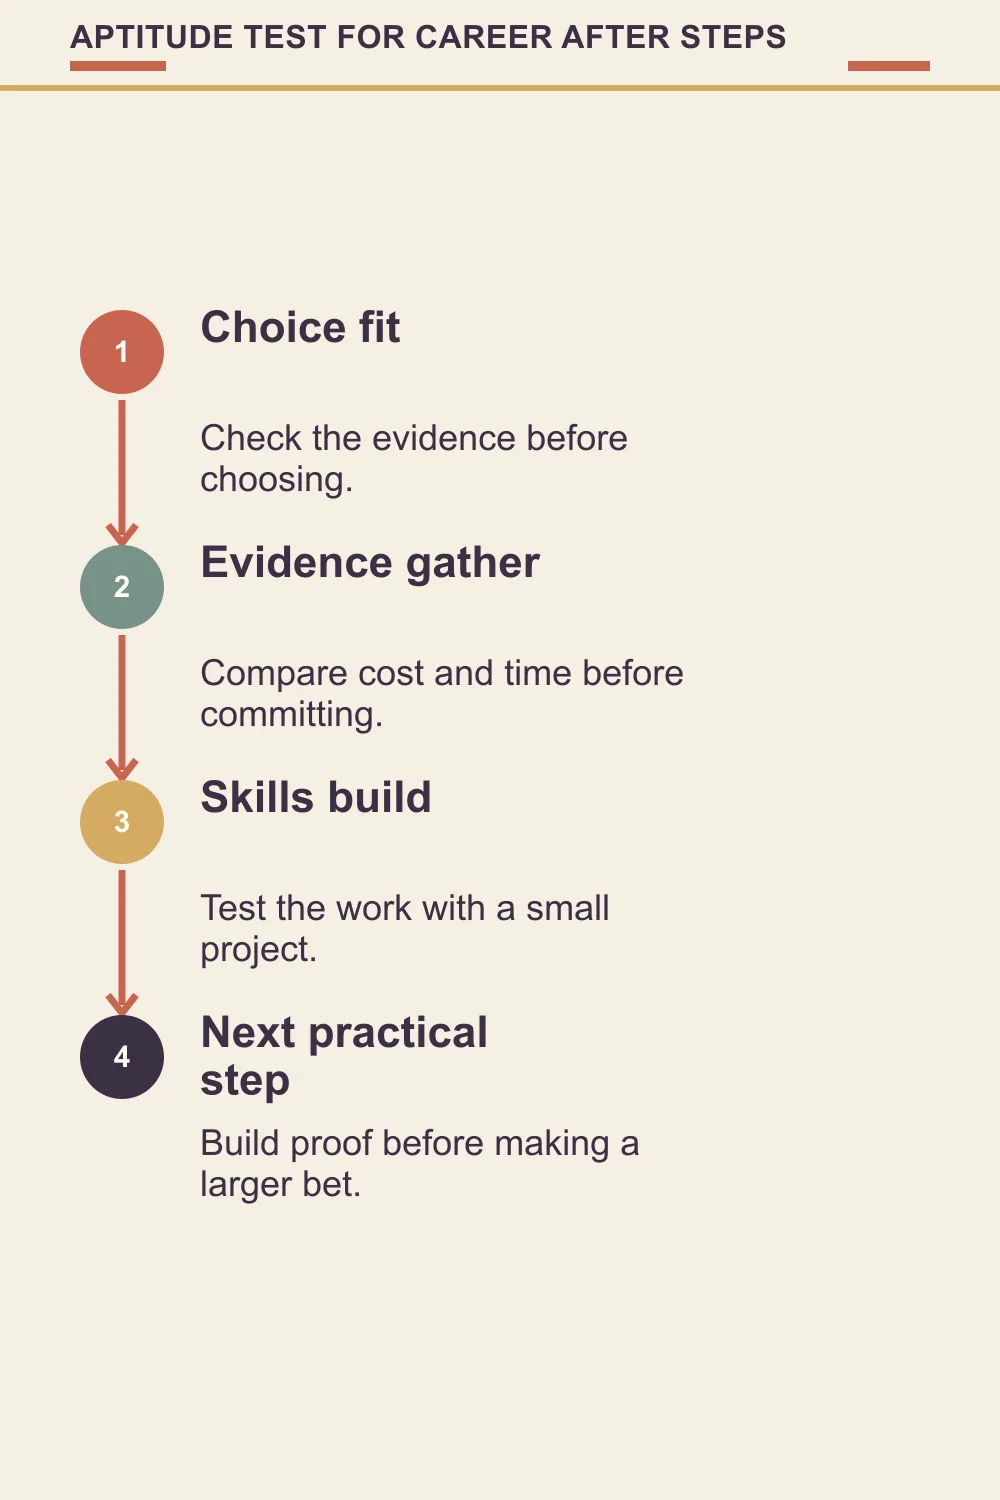 APTITUDE TEST FOR CAREER AFTER STEPS
1
Choice fit
Check the evidence before
choosing.
2
Evidence gather
Compare cost and time before
committing.
3
Skills build
Test the work with a small
project.
4
Next practical
step
Build proof before making a
larger bet.